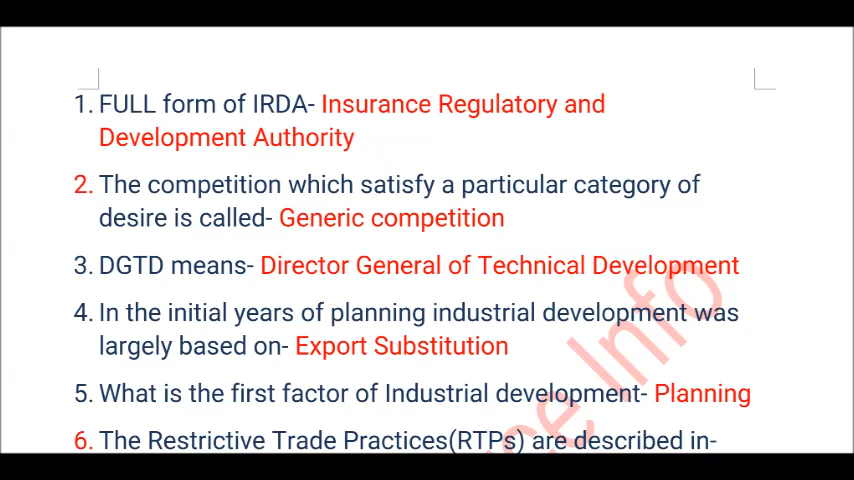 1. FULL form of IRDA- Insurance Regulatory and
Development Authority
2. The competition which satisfy a particular category of
desire is called- Generic competition
3. DGTD means- Director General of Technical Development
4. In the initial years of planning industrial development was
largely based on- Export Substitution
5. What is the first factor of Industrial development- Planning
6. The Restrictive Trade Practices(RTPs) are described in-
Info